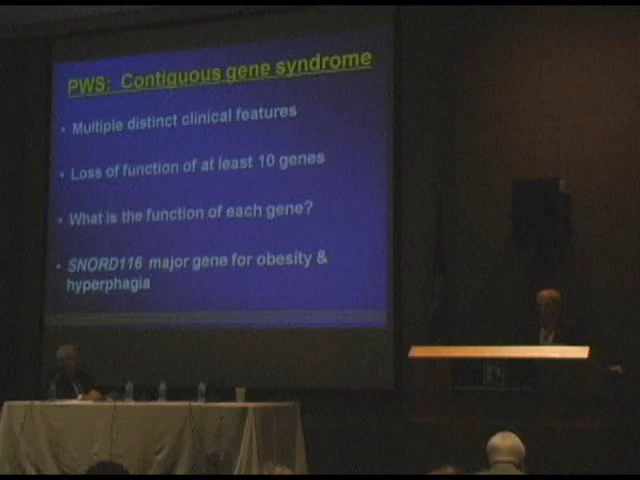 PWS: Contiguous gene syndrome
• Multiple distinct clinical features
• Loss of function of at least 10 genes
• What is the function of each gene?
• SNORD116 major gene for obesity &
hyperphagia